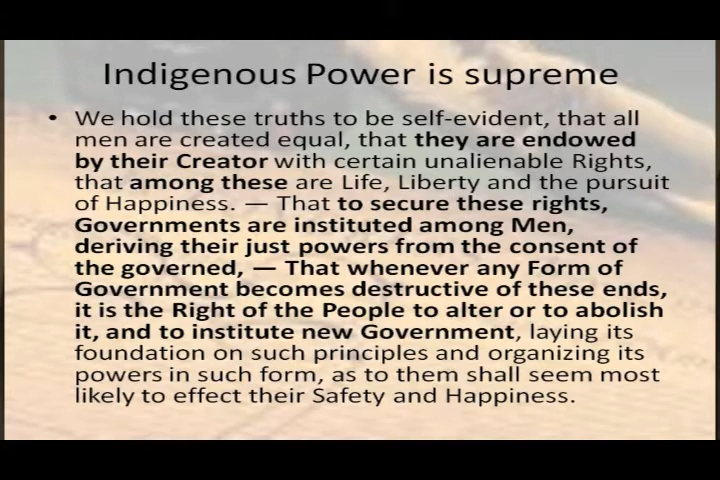 Indigenous Power is supreme
• We hold these truths to be self-evident, that all
men are created equal, that they are endowed
by their Creator with certain unalienable Rights,
that among these are Life, Liberty and the pursuit
of Happiness. — That to secure these rights,
Governments are instituted among Men,
deriving their just powers from the consent of
the governed, — That whenever any Form of
Government becomes destructive of these ends,
it is the Right of the People to alter or to abolish
it, and to institute new Government, laying its
foundation on such principles and organizing its
powers in such form, as to them shall seem most
likely to effect their Safety and Happiness.